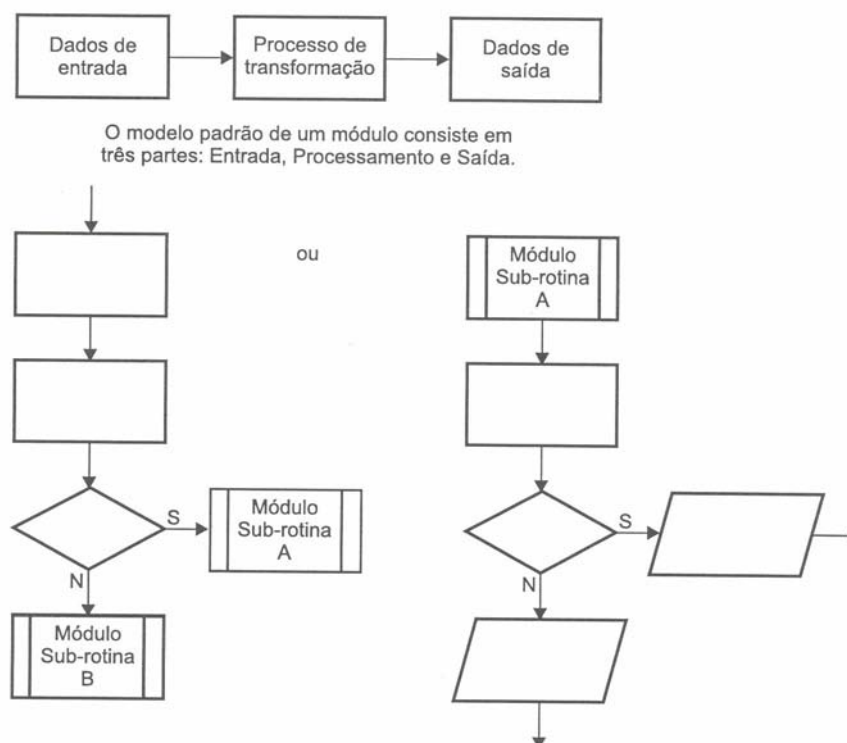 Dados de
entrada
Processo de
transformação
Dados de
saída
O modelo padrão de um módulo consiste em
três partes: Entrada, Processamento e Saída.
ou
Módulo
Sub-rotina
A
S
Módulo
Sub-rotina
A
N
Módulo
Sub-rotina
B
S
N